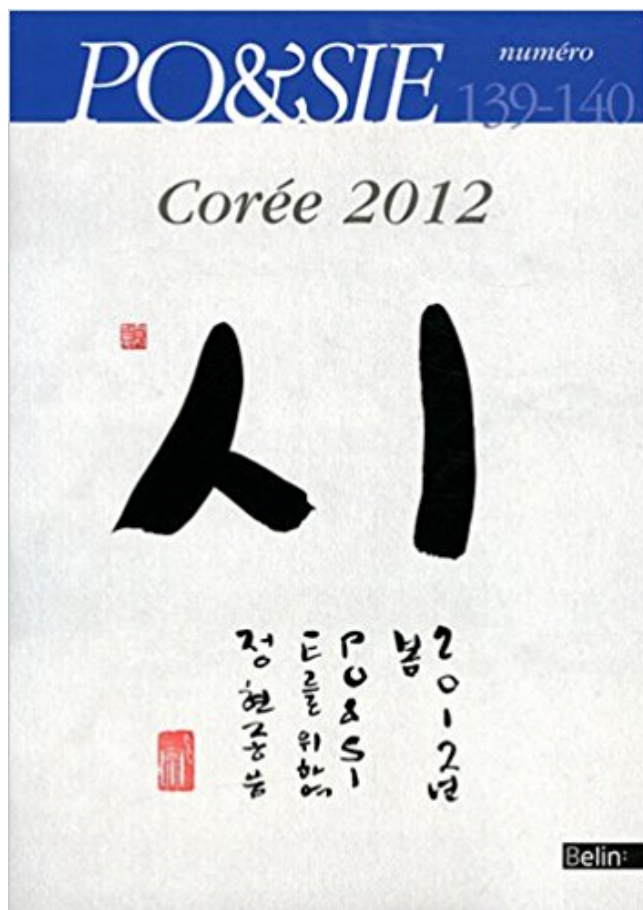 PO&SIE
numéro
139-140
Corée 2012
시
2012년
봄
PO&SI
E를 위하여
정현종 씀
Belin: